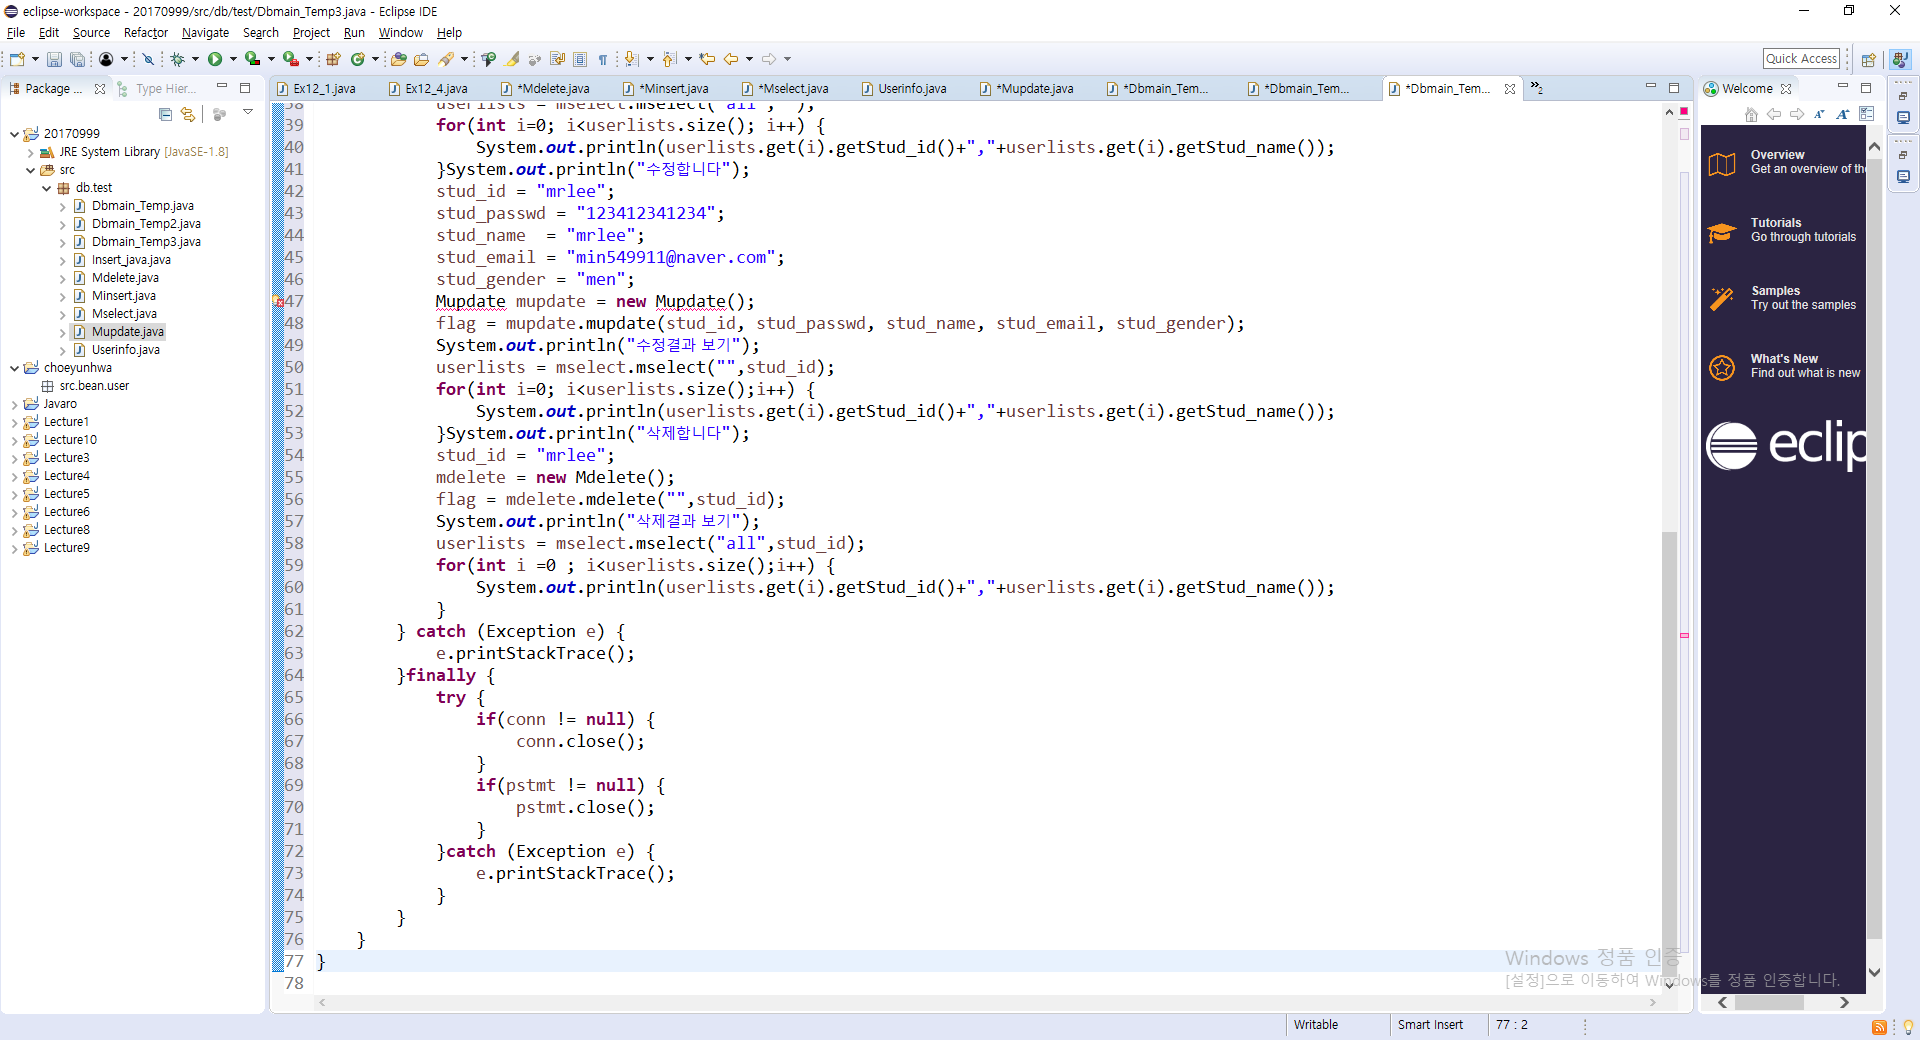 eclipse-workspace - 20170999/src/db/test/Dbmain_Temp3.java - Eclipse IDE
File Edit Source Refactor Navigate Search Project Run Window Help
Quick Access
Package ... Type Hier...
Ex12_1.java Ex12_4.java *Mdelete.java *Minsert.java *Mselect.java Userinfo.java *Mupdate.java *Dbmain_Tem... *Dbmain_Tem... *Dbmain_Tem... »2
Welcome
20170999
JRE System Library [JavaSE-1.8]
src
db.test
Dbmain_Temp.java
Dbmain_Temp2.java
Dbmain_Temp3.java
Insert_java.java
Mdelete.java
Minsert.java
Mselect.java
Mupdate.java
Userinfo.java
choeyunhwa
src.bean.user
Javaro
Lecture1
Lecture10
Lecture3
Lecture4
Lecture5
Lecture6
Lecture8
Lecture9
38 userlists = mselect.mselect("all", "");
39 for(int i=0; i<userlists.size(); i++) {
40 System.out.println(userlists.get(i).getStud_id()+","+userlists.get(i).getStud_name());
41 }System.out.println("수정합니다");
42 stud_id = "mrlee";
43 stud_passwd = "123412341234";
44 stud_name  = "mrlee";
45 stud_email = "min549911@naver.com";
46 stud_gender = "men";
47 Mupdate mupdate = new Mupdate();
48 flag = mupdate.mupdate(stud_id, stud_passwd, stud_name, stud_email, stud_gender);
49 System.out.println("수정결과 보기");
50 userlists = mselect.mselect("",stud_id);
51 for(int i=0; i<userlists.size();i++) {
52 System.out.println(userlists.get(i).getStud_id()+","+userlists.get(i).getStud_name());
53 }System.out.println("삭제합니다");
54 stud_id = "mrlee";
55 mdelete = new Mdelete();
56 flag = mdelete.mdelete("",stud_id);
57 System.out.println("삭제결과 보기");
58 userlists = mselect.mselect("all",stud_id);
59 for(int i =0 ; i<userlists.size();i++) {
60 System.out.println(userlists.get(i).getStud_id()+","+userlists.get(i).getStud_name());
61 }
62 } catch (Exception e) {
63 e.printStackTrace();
64 }finally {
65 try {
66 if(conn != null) {
67 conn.close();
68 }
69 if(pstmt != null) {
70 pstmt.close();
71 }
72 }catch (Exception e) {
73 e.printStackTrace();
74 }
75 }
76 }
77 }
78
Overview
Get an overview of the
Tutorials
Go through tutorials
Samples
Try out the samples
What's New
Find out what is new
eclip
Windows 정품 인증
[설정]으로 이동하여 Windows를 정품 인증합니다.
Writable Smart Insert 77 : 2